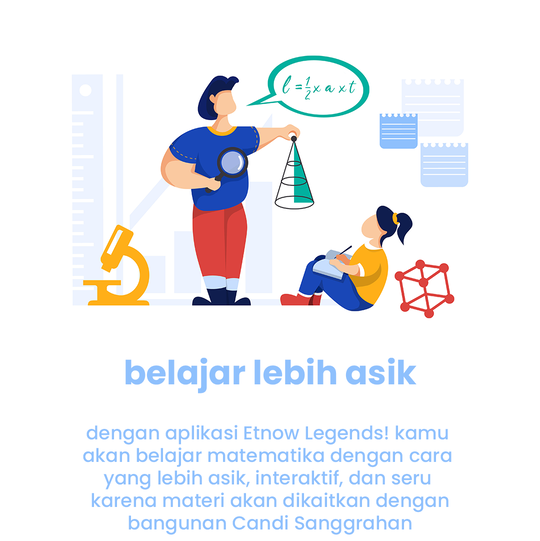 l = 1/2 x a x t
belajar lebih asik
dengan aplikasi Etnow Legends! kamu
akan belajar matematika dengan cara
yang lebih asik, interaktif, dan seru
karena materi akan dikaitkan dengan
bangunan Candi Sanggrahan